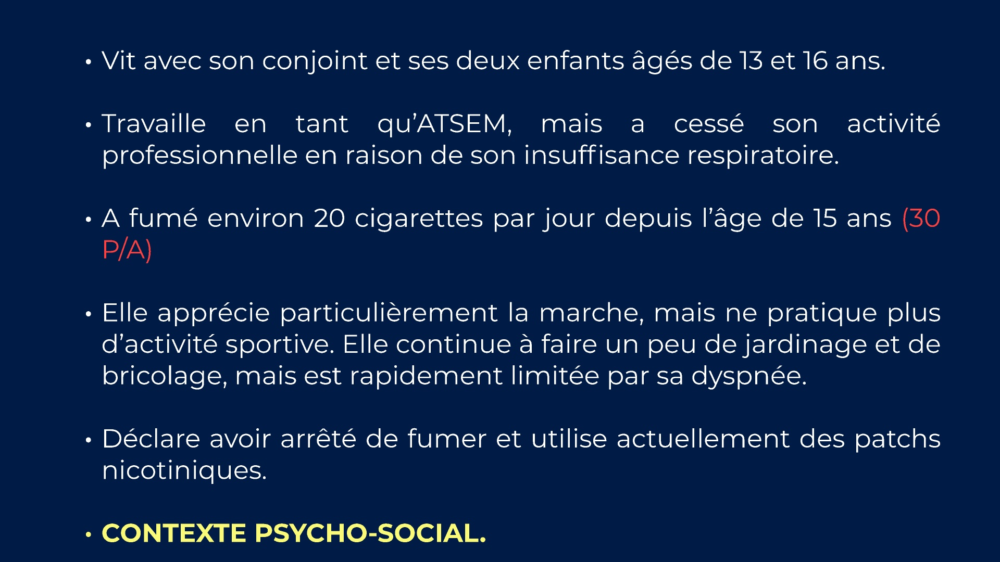 • Vit avec son conjoint et ses deux enfants âgés de 13 et 16 ans.
• Travaille en tant qu’ATSEM, mais a cessé son activité
professionnelle en raison de son insuffisance respiratoire.
• A fumé environ 20 cigarettes par jour depuis l’âge de 15 ans (30
P/A)
• Elle apprécie particulièrement la marche, mais ne pratique plus
d’activité sportive. Elle continue à faire un peu de jardinage et de
bricolage, mais est rapidement limitée par sa dyspnée.
• Déclare avoir arrêté de fumer et utilise actuellement des patchs
nicotiniques.
• CONTEXTE PSYCHO-SOCIAL.